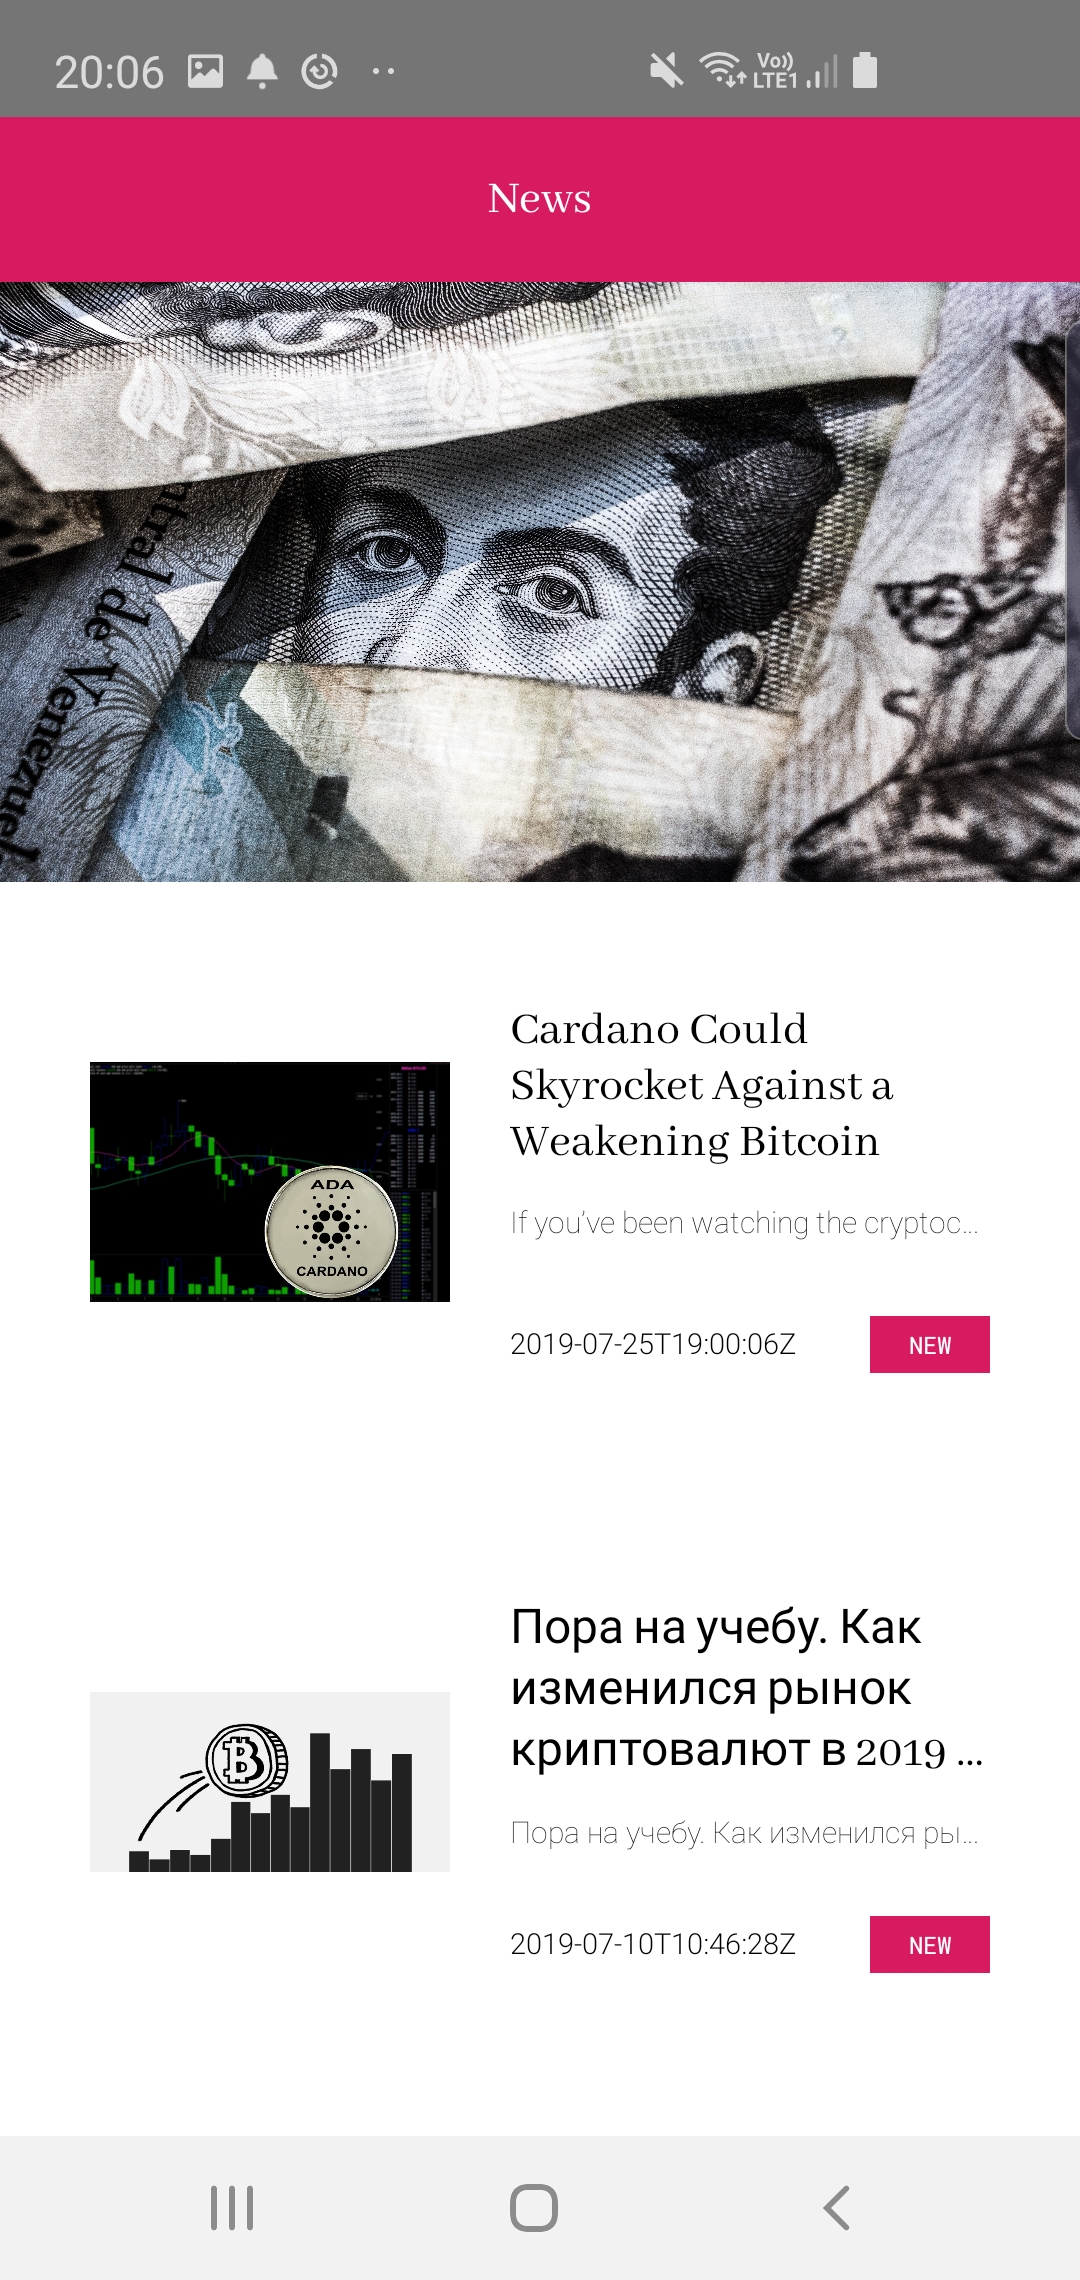 20:06
Vo))
LTE1
News
ntral de Venezuel
Cardano Could
Skyrocket Against a
Weakening Bitcoin
If you've been watching the cryptoc...
ADA
CARDANO
2019-07-25T19:00:06Z
NEW
Пора на учебу. Как
изменился рынок
криптовалют в 2019 ...
Пора на учебу. Как изменился ры...
B
2019-07-10T10:46:28Z
NEW